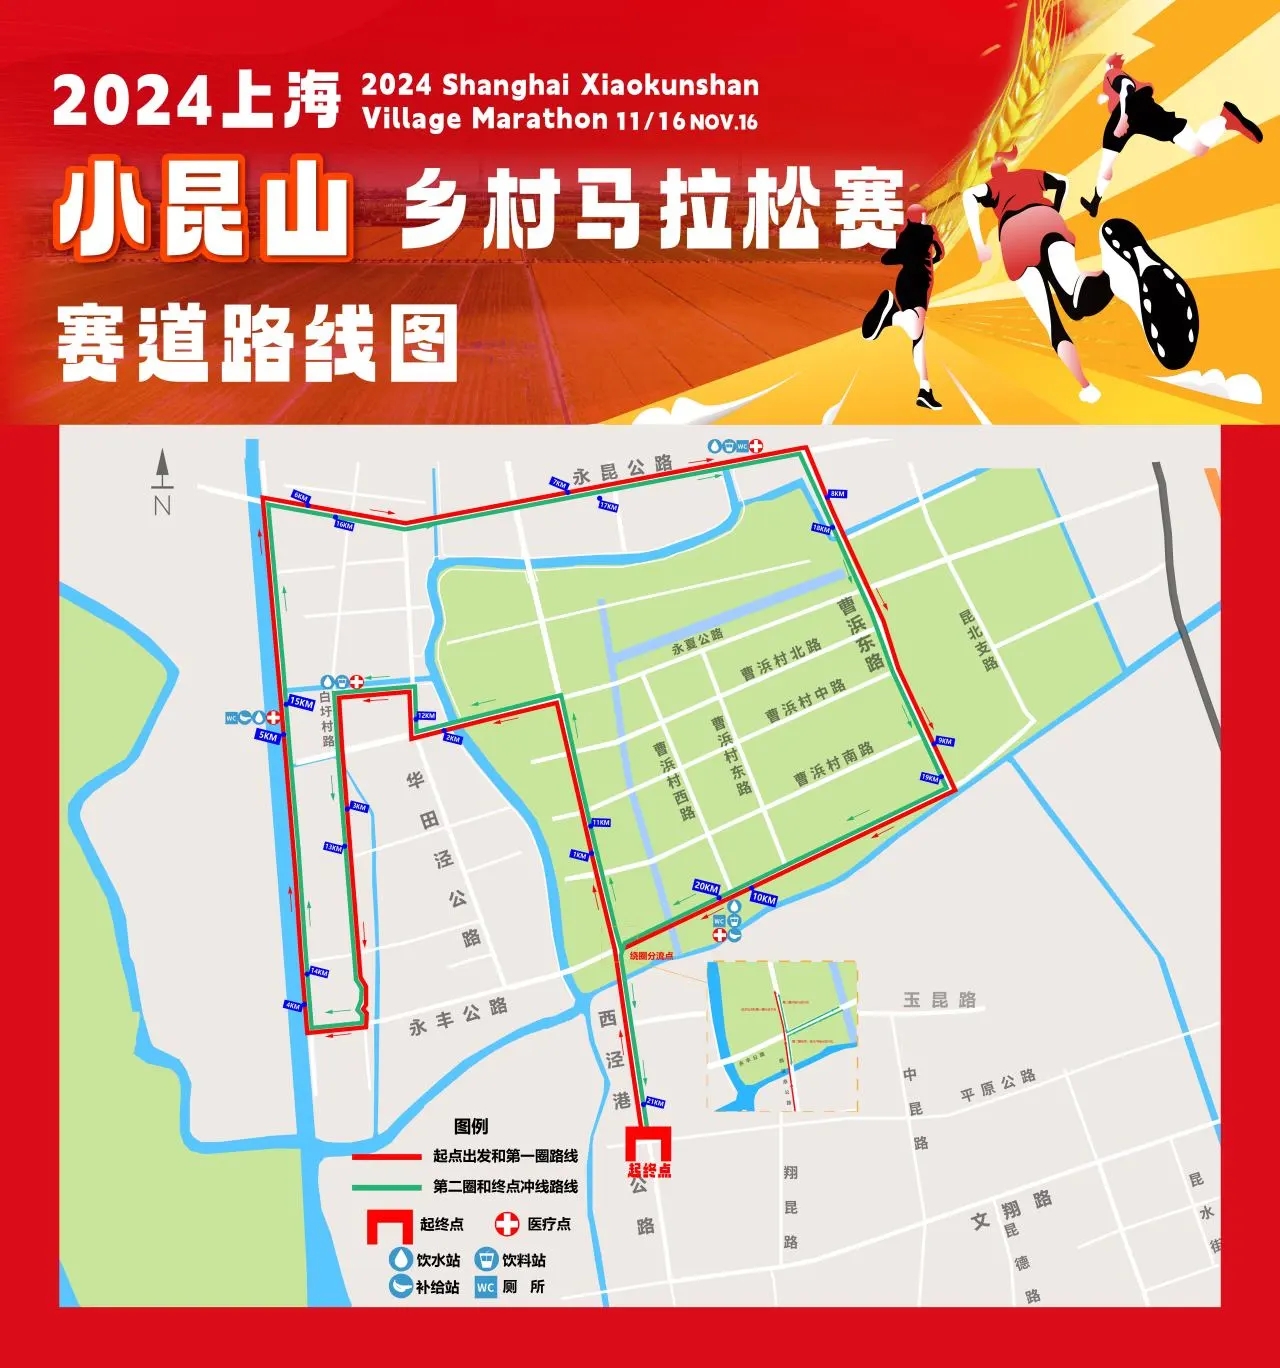 2024上海
2024 Shanghai Xiaokunshan
Village Marathon 11/16 NOV.16
小昆山 乡村马拉松赛
赛道路线图
N
永昆公路
WC
6KM
16KM
7KM
17KM
8KM
18KM
曹浜东路
昆北支路
永夏公路
曹浜村北路
曹浜村中路
曹浜村南路
曹浜村东路
曹浜村西路
白圩村路
15KM
5KM
WC
12KM
2KM
9KM
19KM
华田泾公路
3KM
13KM
11KM
1KM
20KM
10KM
WC
绕圈分流点
14KM
4KM
永丰公路
西泾港公路
玉昆路
中昆路
平原公路
21KM
起终点
翔昆路
文翔路
昆德路
昆水街
永丰公路
图例
起点出发和第一圈路线
第二圈和终点冲线路线
起终点
医疗点
饮水站
饮料站
补给站
WC 厕所